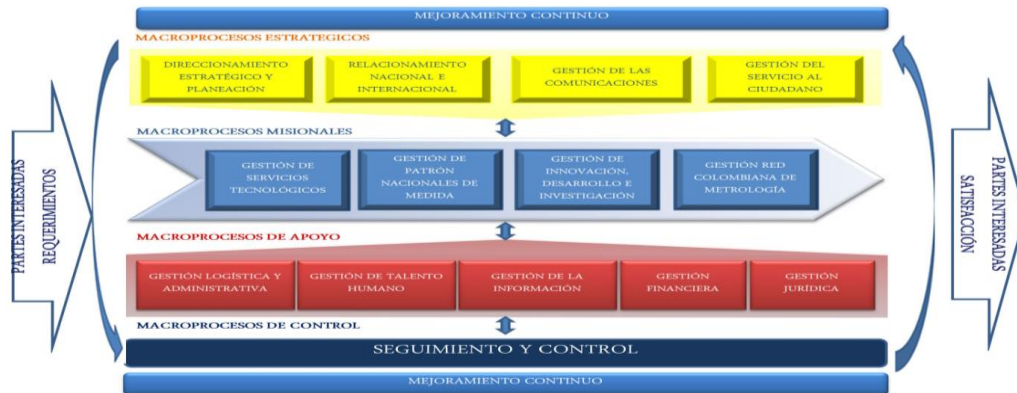 MEJORAMIENTO CONTINUO
MACROPROCESOS ESTRATEGICOS
DIRECCIONAMIENTO
ESTRATÉGICO Y
PLANEACIÓN
RELACIONAMIENTO
NACIONAL E
INTERNACIONAL
GESTIÓN DE LAS
COMUNICACIONES
GESTIÓN DEL
SERVICIO AL
CIUDADANO
PARTES INTERESADAS
REQUERIMIENTOS
MACROPROCESOS MISIONALES
GESTIÓN DE
SERVICIOS
TECNOLÓGICOS
GESTIÓN DE
PATRÓN
NACIONALES DE
MEDIDA
GESTIÓN DE
INNOVACIÓN,
DESARROLLO E
INVESTIGACIÓN
GESTIÓN RED
COLOMBIANA DE
METROLOGÍA
PARTES INTERESADAS
SATISFACCIÓN
MACROPROCESOS DE APOYO
GESTIÓN LOGÍSTICA Y
ADMINISTRATIVA
GESTIÓN DE TALENTO
HUMANO
GESTIÓN DE LA
INFORMACIÓN
GESTIÓN
FINANCIERA
GESTIÓN
JURÍDICA
MACROPROCESOS DE CONTROL
SEGUIMIENTO Y CONTROL
MEJORAMIENTO CONTINUO